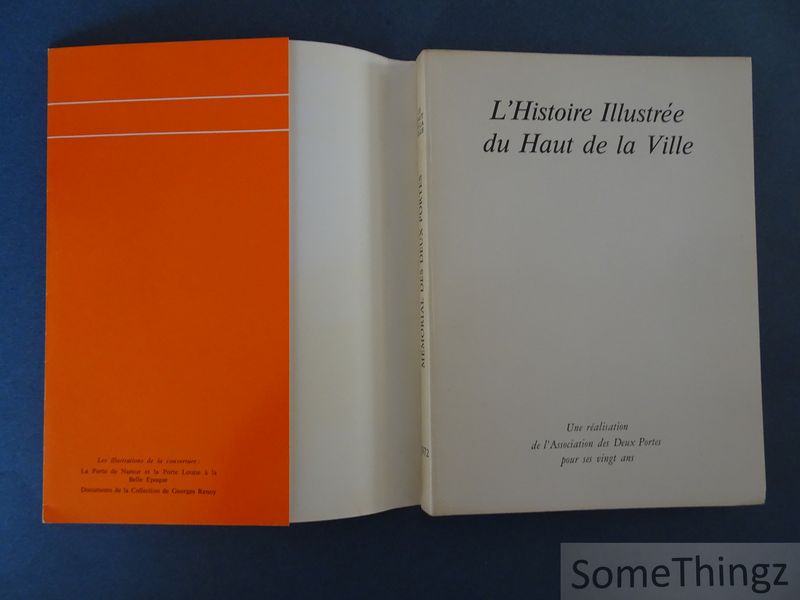 Les illustrations de la couverture :
La Porte de Namur et la Porte Louise à la
Belle Epoque
Documents de la Collection de Georges Renoy
MÉMORIAL DES DEUX PORTES
L'Histoire Illustrée
du Haut de la Ville
Une réalisation
de l'Association des Deux Portes
pour ses vingt ans
SomeThingz